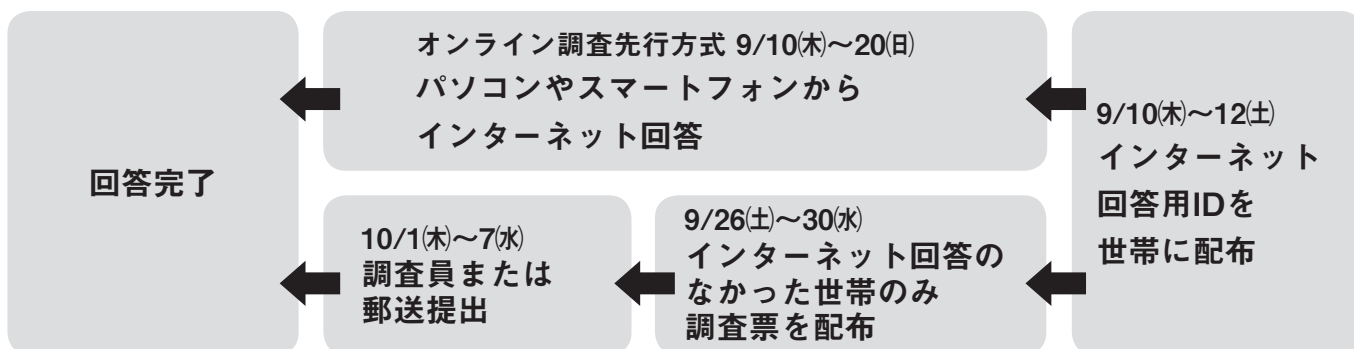 9/10㈭～12㈯
インターネット
回答用IDを
世帯に配布
オンライン調査先行方式 9/10㈭～20㈰
パソコンやスマートフォンから
インターネット回答
9/26㈯～30㈬
インターネット回答の
なかった世帯のみ
調査票を配布
10/1㈭～7㈬
調査員または
郵送提出
回答完了